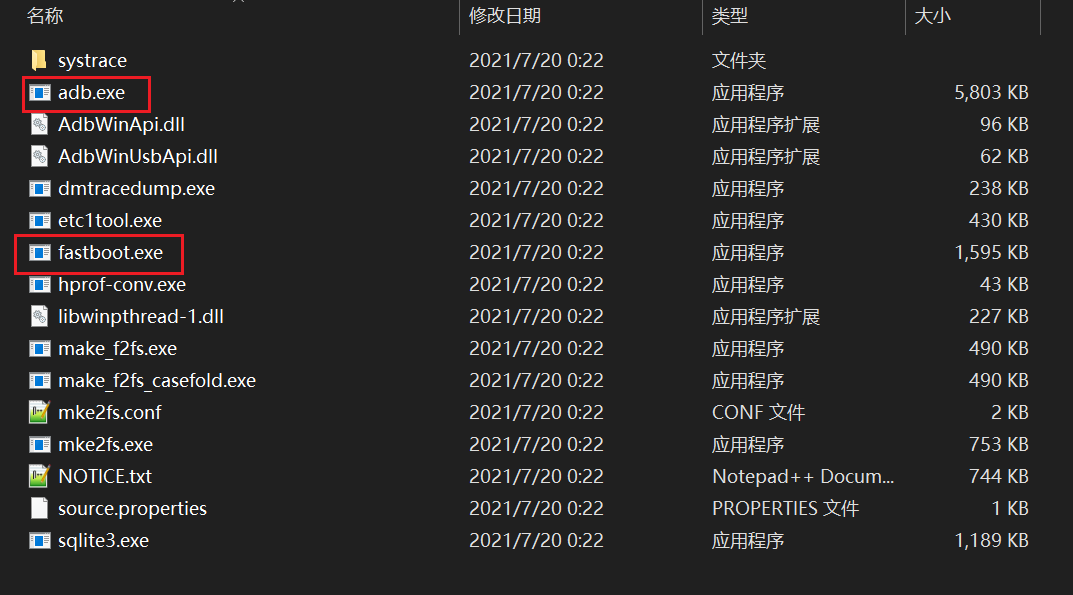 名称 修改日期 类型 大小
systrace 2021/7/20 0:22 文件夹
adb.exe 2021/7/20 0:22 应用程序 5,803 KB
AdbWinApi.dll 2021/7/20 0:22 应用程序扩展 96 KB
AdbWinUsbApi.dll 2021/7/20 0:22 应用程序扩展 62 KB
dmtracedump.exe 2021/7/20 0:22 应用程序 238 KB
etc1tool.exe 2021/7/20 0:22 应用程序 430 KB
fastboot.exe 2021/7/20 0:22 应用程序 1,595 KB
hprof-conv.exe 2021/7/20 0:22 应用程序 43 KB
libwinpthread-1.dll 2021/7/20 0:22 应用程序扩展 227 KB
make_f2fs.exe 2021/7/20 0:22 应用程序 490 KB
make_f2fs_casefold.exe 2021/7/20 0:22 应用程序 490 KB
mke2fs.conf 2021/7/20 0:22 CONF 文件 2 KB
mke2fs.exe 2021/7/20 0:22 应用程序 753 KB
NOTICE.txt 2021/7/20 0:22 Notepad++ Docum... 744 KB
source.properties 2021/7/20 0:22 PROPERTIES 文件 1 KB
sqlite3.exe 2021/7/20 0:22 应用程序 1,189 KB